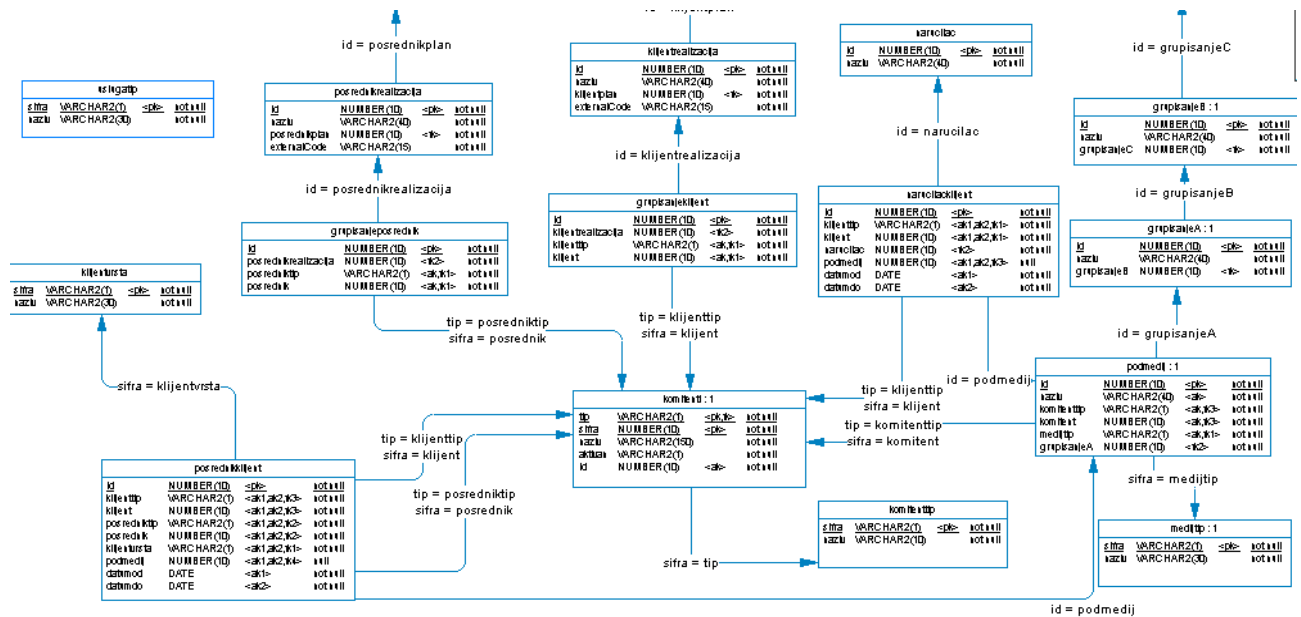 id = klijentplan
id = posrednikplan
id = grupisanjeC
uslugatip
sifra VARCHAR2(1) <pk> not null
naziv VARCHAR2(30) not null
posrednikrealizacija
id NUMBER(10) <pk> not null
naziv VARCHAR2(40) not null
posrednikplan NUMBER(10) <fk> not null
externalCode VARCHAR2(15) not null
klijentrealizacija
id NUMBER(10) <pk> not null
naziv VARCHAR2(40) not null
klijentplan NUMBER(10) <fk> not null
externalCode VARCHAR2(15) not null
narucilac
id NUMBER(10) <pk> not null
naziv VARCHAR2(40) not null
grupisanjeB : 1
id NUMBER(10) <pk> not null
naziv VARCHAR2(40) not null
grupisanjeC NUMBER(10) <fk> not null
id = posrednikrealizacija
id = klijentrealizacija
id = narucilac
id = grupisanjeB
grupisanjeposrednik
id NUMBER(10) <pk> not null
posrednikrealizacija NUMBER(10) <fk2> not null
posredniktip VARCHAR2(1) <ak,fk1> not null
posrednik NUMBER(10) <ak,fk1> not null
grupisanjeklijent
id NUMBER(10) <pk> not null
klijentrealizacija NUMBER(10) <fk2> not null
klijenttip VARCHAR2(1) <ak,fk1> not null
klijent NUMBER(10) <ak,fk1> not null
narucilacklijent
id NUMBER(10) <pk> not null
klijenttip VARCHAR2(1) <ak1,ak2,fk1> not null
klijent NUMBER(10) <ak1,ak2,fk1> not null
narucilac NUMBER(10) <fk2> not null
podmedij NUMBER(10) <ak1,ak2,fk3> null
datumod DATE <ak1> not null
datumdo DATE <ak2> not null
grupisanjeA : 1
id NUMBER(10) <pk> not null
naziv VARCHAR2(40) not null
grupisanjeB NUMBER(10) <fk> not null
klijentvrsta
sifra VARCHAR2(1) <pk> not null
naziv VARCHAR2(30) not null
tip = posredniktip
sifra = posrednik
tip = klijenttip
sifra = klijent
id = grupisanjeA
sifra = klijentvrsta
id = podmedij
tip = klijenttip
sifra = klijent
tip = komitenttip
sifra = komitent
podmedij : 1
id NUMBER(10) <pk> not null
naziv VARCHAR2(40) <ak> not null
komitenttip VARCHAR2(1) <ak,fk3> not null
komitent NUMBER(10) <ak,fk3> not null
medijtip VARCHAR2(1) <ak,fk1> not null
grupisanjeA NUMBER(10) <fk2> not null
komitenti : 1
tip VARCHAR2(1) <pk,fk> not null
sifra NUMBER(10) <pk> not null
naziv VARCHAR2(150) not null
aktivan VARCHAR2(1) not null
id NUMBER(10) <ak> not null
tip = klijenttip
sifra = klijent
tip = posredniktip
sifra = posrednik
posrednikklijent
id NUMBER(10) <pk> not null
klijenttip VARCHAR2(1) <ak1,ak2,fk3> not null
klijent NUMBER(10) <ak1,ak2,fk3> not null
posredniktip VARCHAR2(1) <ak1,ak2,fk2> not null
posrednik NUMBER(10) <ak1,ak2,fk2> not null
klijentvrsta VARCHAR2(1) <ak1,ak2,fk1> not null
podmedij NUMBER(10) <ak1,ak2,fk4> null
datumod DATE <ak1> not null
datumdo DATE <ak2> not null
sifra = medijtip
komitenttip
sifra VARCHAR2(1) <pk> not null
naziv VARCHAR2(10) not null
medijtip : 1
sifra VARCHAR2(1) <pk> not null
naziv VARCHAR2(30) not null
sifra = tip
id = podmedij